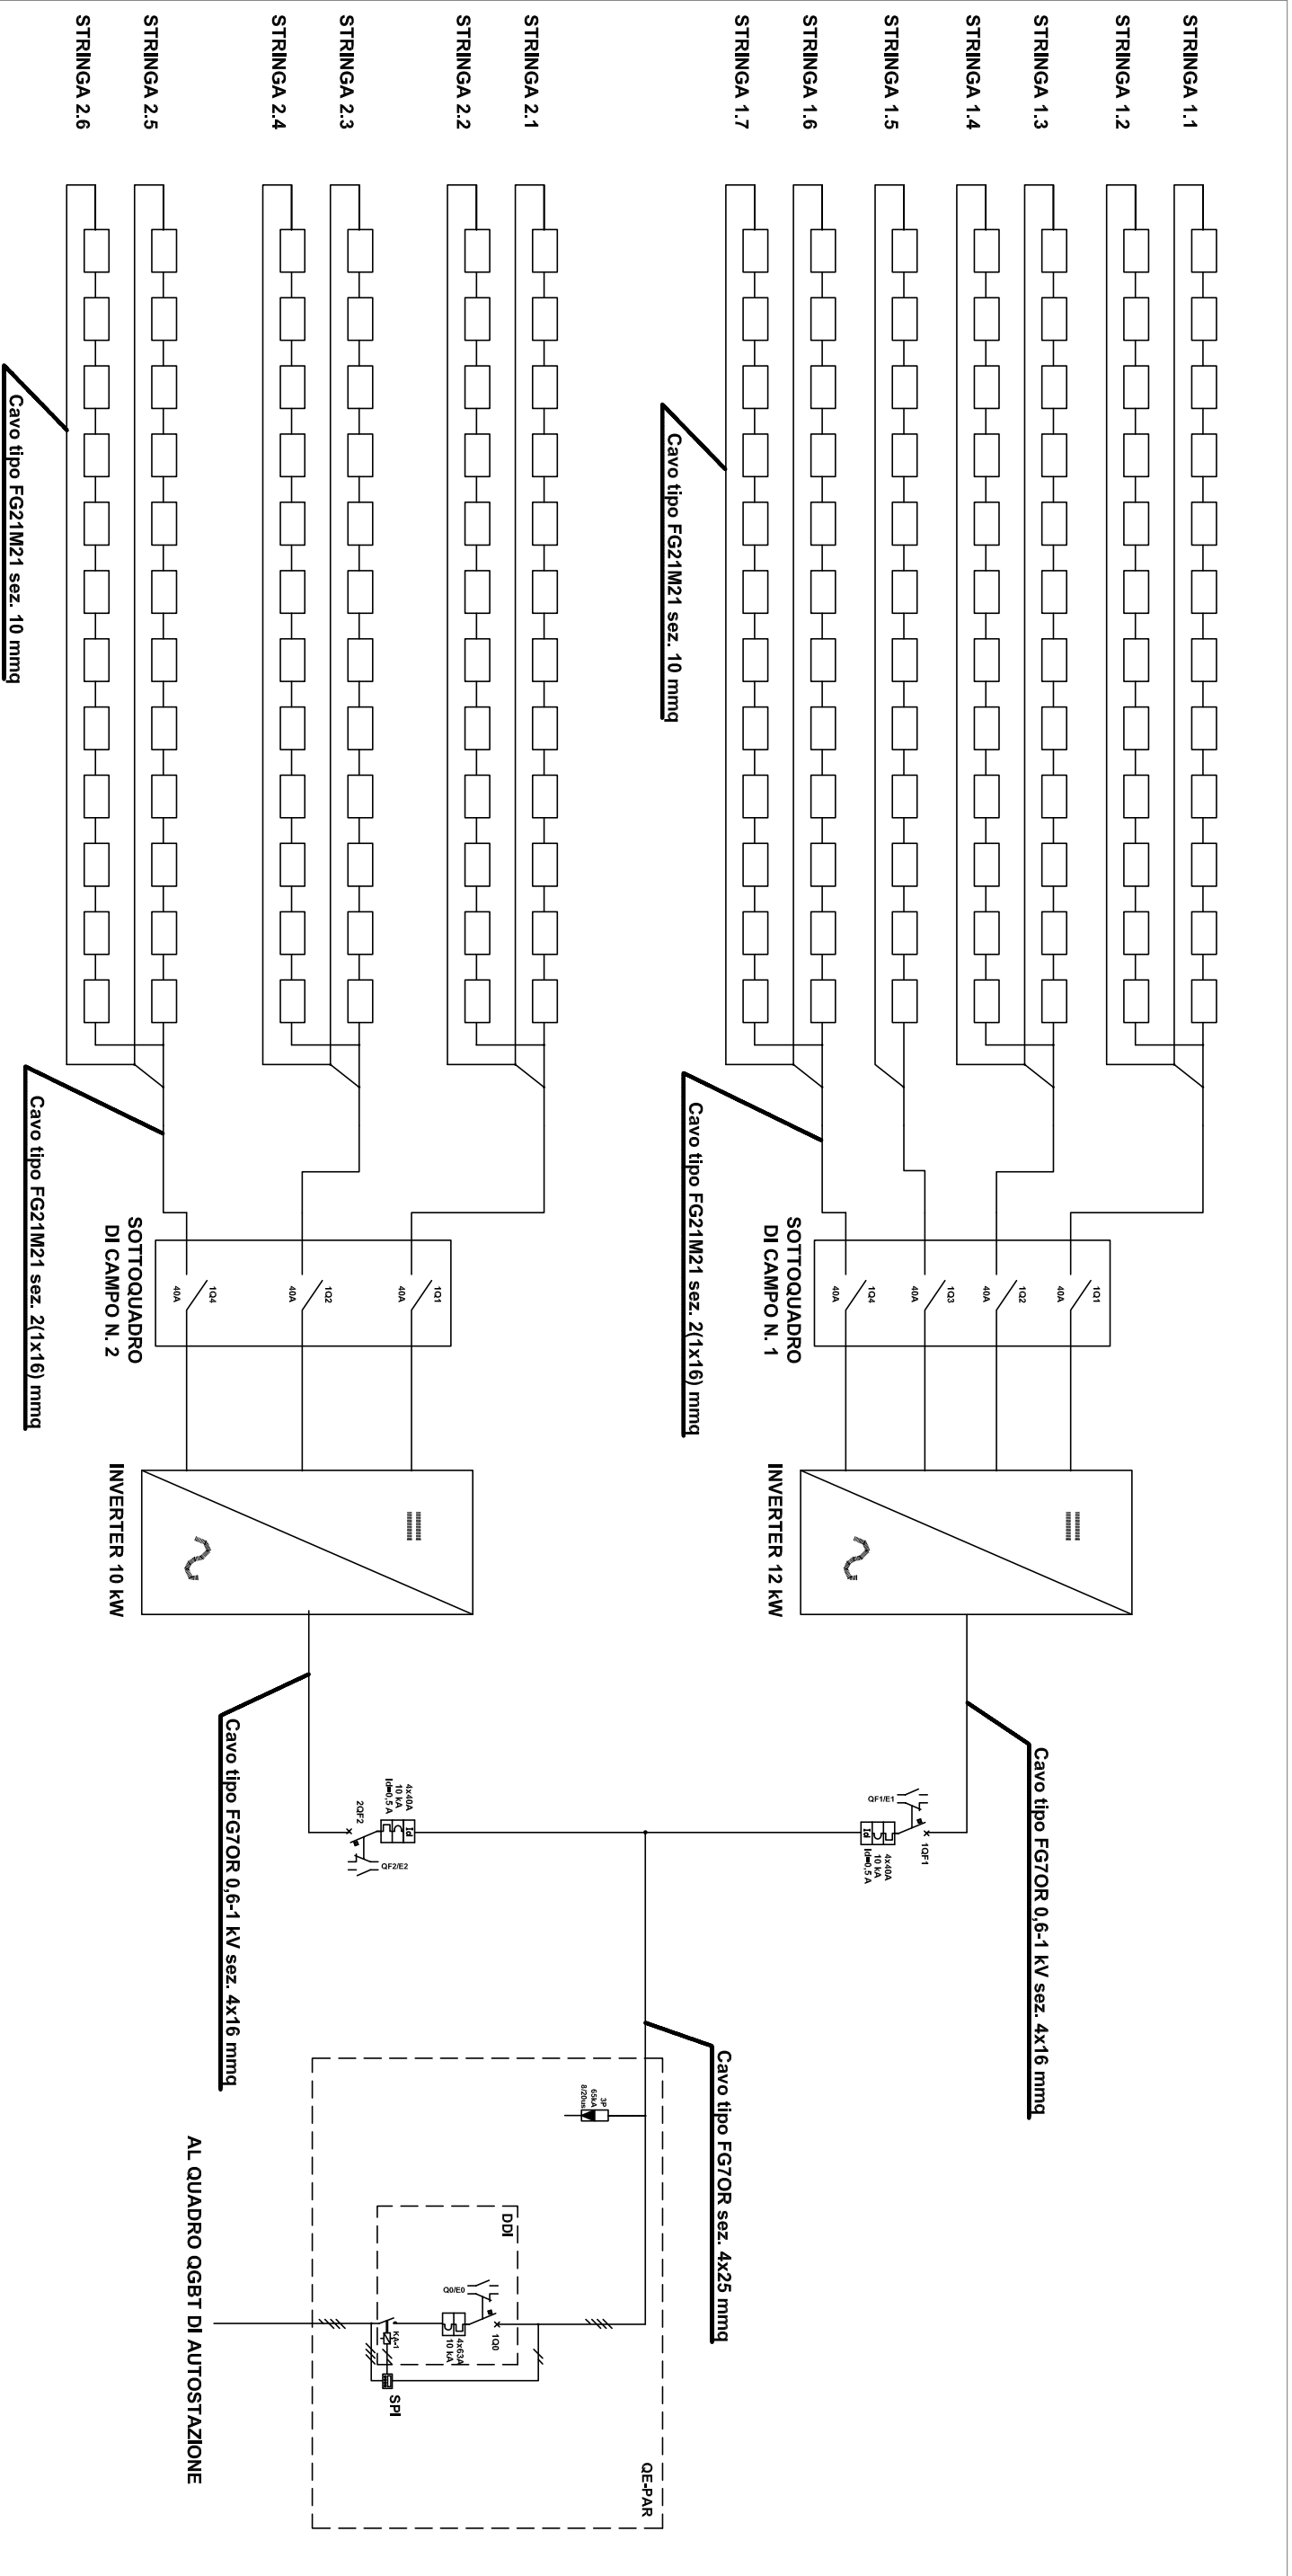 STRINGA 1.1
STRINGA 1.2
STRINGA 1.3
STRINGA 1.4
STRINGA 1.5
STRINGA 1.6
STRINGA 1.7
Cavo tipo FG21M21 sez. 10 mmq
Cavo tipo FG21M21 sez. 2(1x16) mmq
1Q1
40A
1Q2
40A
1Q3
40A
1Q4
40A
SOTTOQUADRO
DI CAMPO N. 1
INVERTER 12 kW
Cavo tipo FG7OR 0,6-1 kV sez. 4x16 mmq
1QF1
QF1/E1
4x40A
10 kA
Id=0,5 A
Id
STRINGA 2.1
STRINGA 2.2
STRINGA 2.3
STRINGA 2.4
STRINGA 2.5
STRINGA 2.6
Cavo tipo FG21M21 sez. 10 mmq
Cavo tipo FG21M21 sez. 2(1x16) mmq
1Q1
40A
1Q2
40A
1Q4
40A
SOTTOQUADRO
DI CAMPO N. 2
INVERTER 10 kW
Cavo tipo FG7OR 0,6-1 kV sez. 4x16 mmq
4x40A
10 kA
Id=0,5 A
Id
2QF2
QF2/E2
Cavo tipo FG7OR sez. 4x25 mmq
QE-PAR
3P
65kA
8/20us
DDI
1Q0
Q0/E0
4x63A
10 kA
KA-1
SPI
AL QUADRO QGBT DI AUTOSTAZIONE